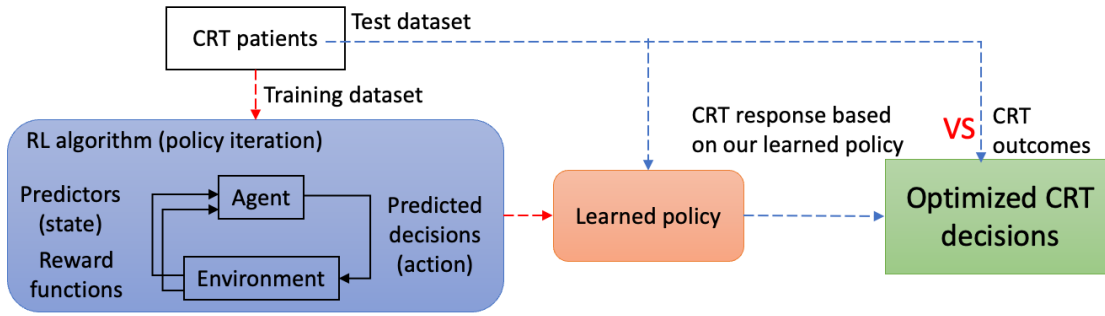 Test dataset
CRT patients
Training dataset
RL algorithm (policy iteration)
Predictors
(state)
Agent
Predicted
decisions
(action)
Reward
functions
Environment
Learned policy
CRT response based
on our learned policy
VS
CRT
outcomes
Optimized CRT
decisions